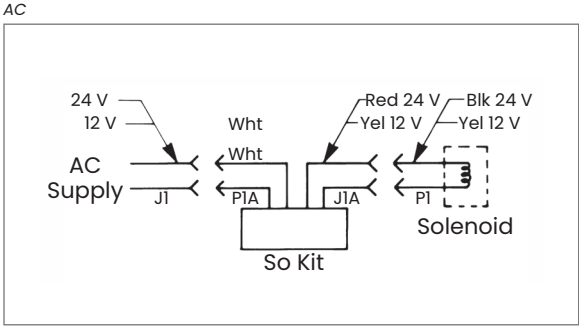 AC
24 V
12 V
Wht
Red 24 V
Yel 12 V
Blk 24 V
Yel 12 V
Wht
AC
Supply
J1
P1A
J1A
P1
Solenoid
So Kit